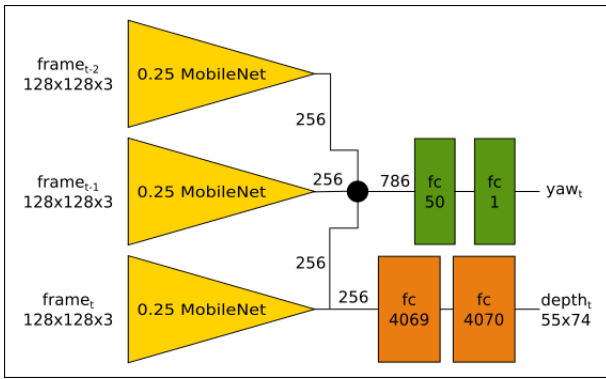 frame_t-2
128x128x3
0.25 MobileNet
256
frame_t-1
128x128x3
0.25 MobileNet
256
786
fc
50
fc
1
yaw_t
256
frame_t
128x128x3
0.25 MobileNet
256
fc
4069
fc
4070
depth_t
55x74